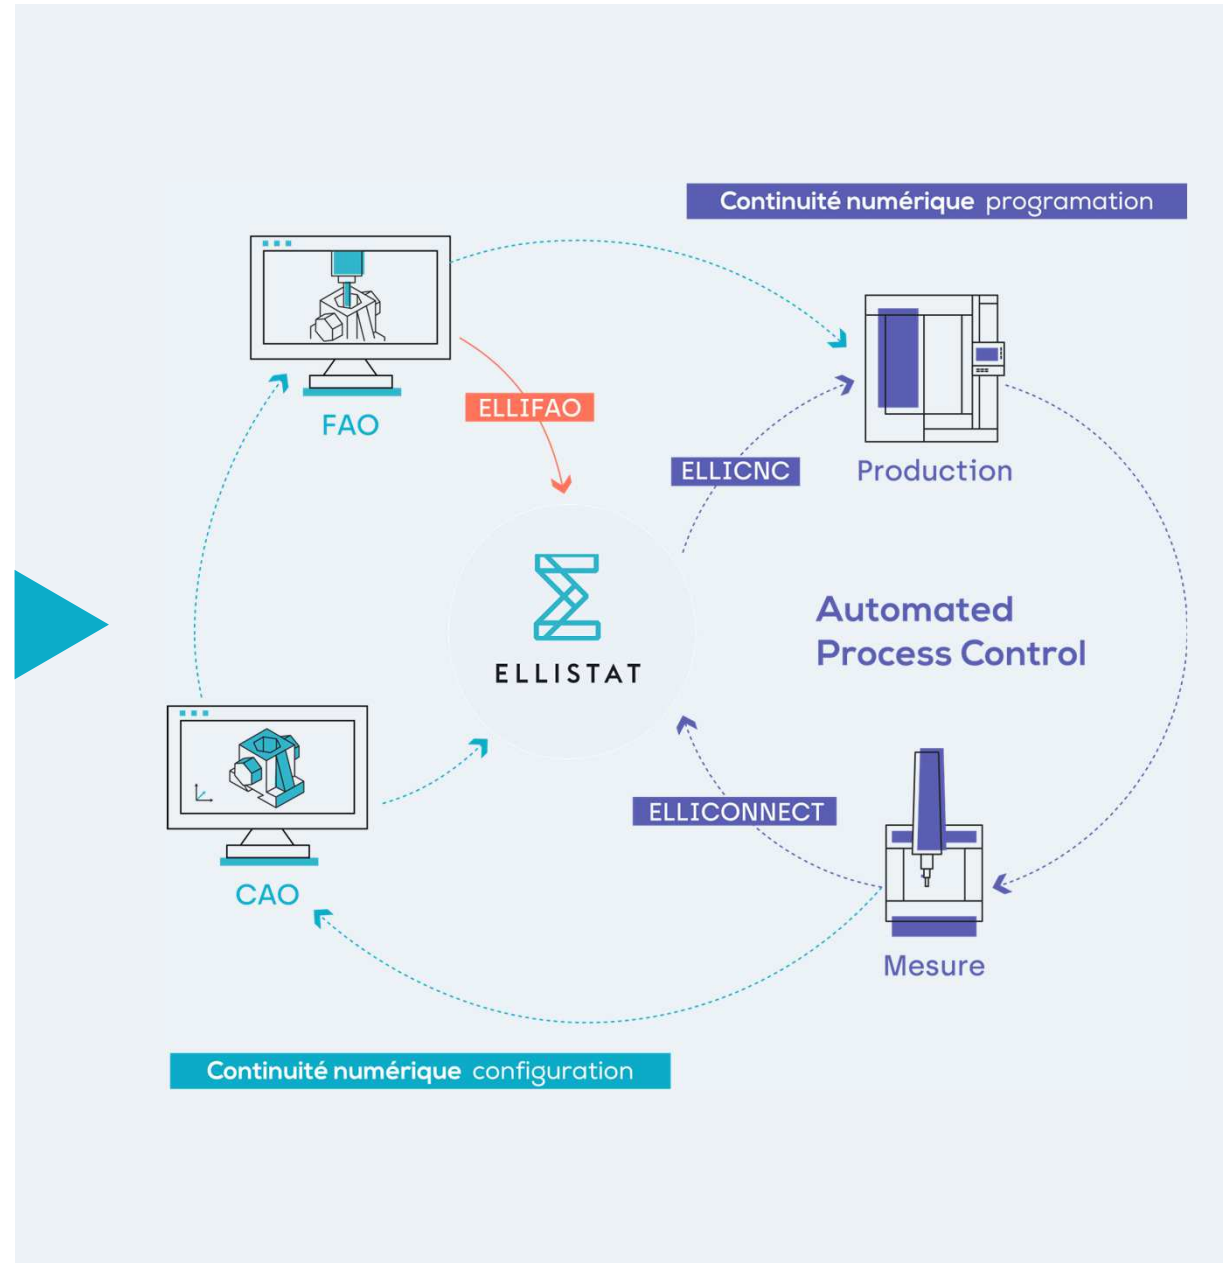 Continuité numérique programation
FAO
ELLIFAO
ELLICNC
Production
ELLISTAT
Automated
Process Control
ELLICONNECT
CAO
Mesure
Continuité numérique configuration